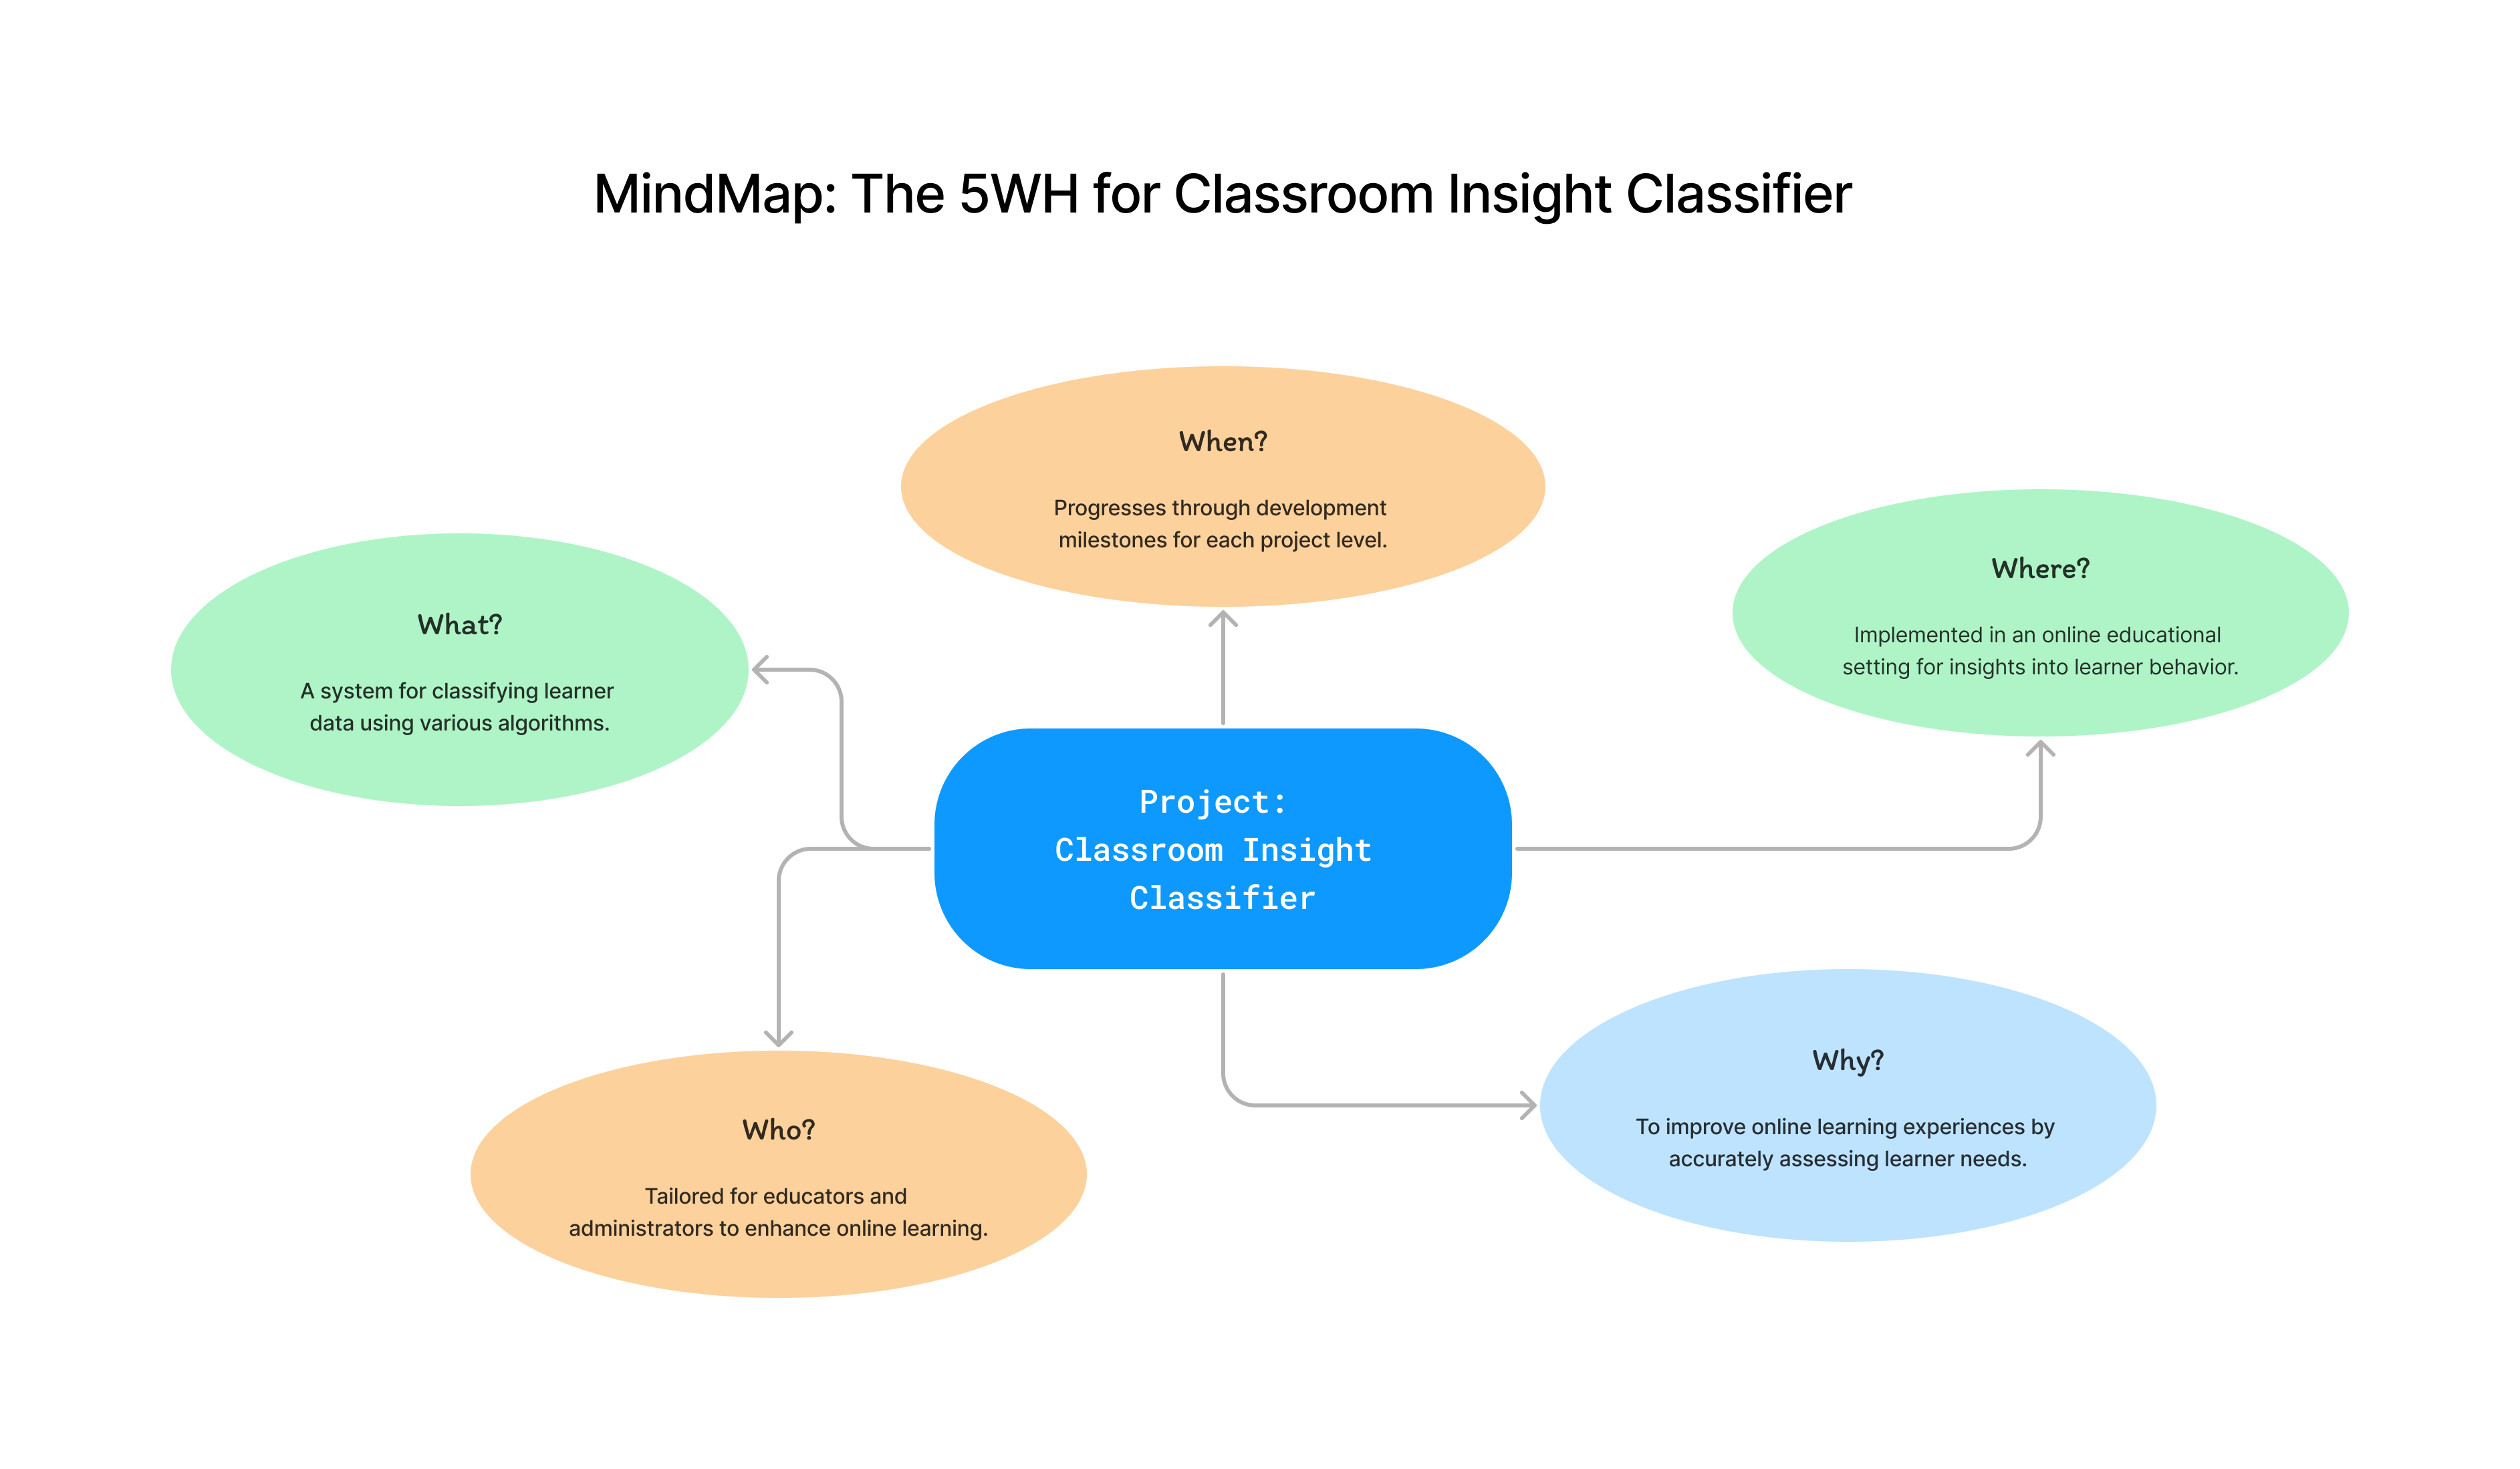 MindMap: The 5WH for Classroom Insight Classifier
When?
Progresses through development
milestones for each project level.
Where?
Implemented in an online educational
setting for insights into learner behavior.
What?
A system for classifying learner
data using various algorithms.
Project:
Classroom Insight
Classifier
Why?
To improve online learning experiences by
accurately assessing learner needs.
Who?
Tailored for educators and
administrators to enhance online learning.